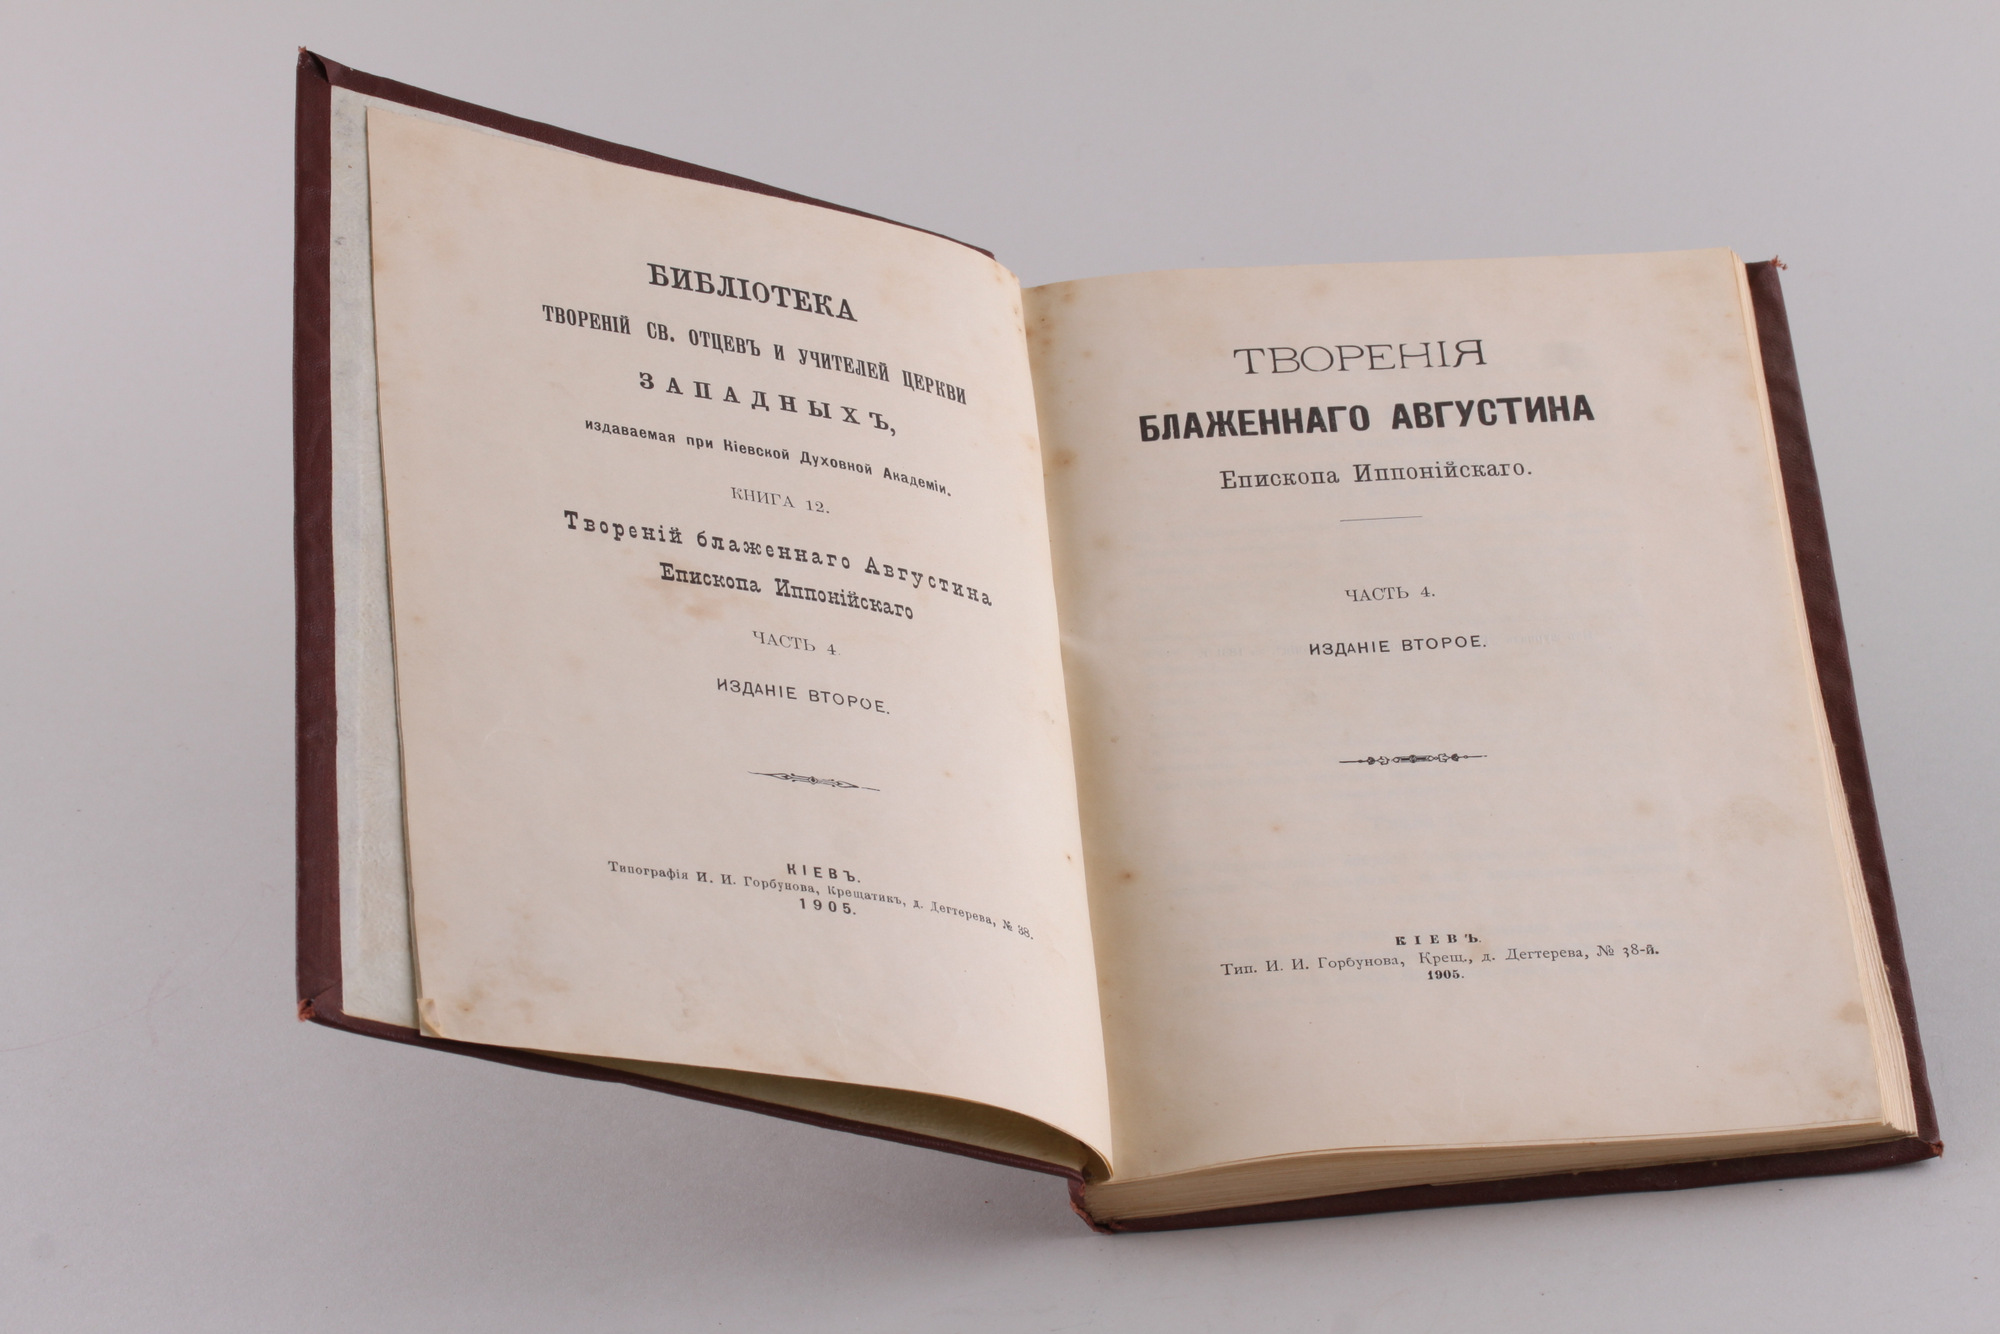 БИБЛІОТЕКА
ТВОРЕНІЙ СВ. ОТЦЕВЪ И УЧИТЕЛЕЙ ЦЕРКВИ
ЗАПАДНЫХЪ,
издаваемая при Кіевской Духовной Академіи.
КНИГА 12.
Твореній блаженнаго Августина
Епископа Иппонійскаго
ЧАСТЬ 4.
ИЗДАНІЕ ВТОРОЕ.
КІЕВЪ.
Типографія И. И. Горбунова, Крещатикъ, д. Дегтерева, № 38.
1905.
ТВОРЕНІЯ
БЛАЖЕННАГО АВГУСТИНА
Епископа Иппонійскаго.
ЧАСТЬ 4.
ИЗДАНІЕ ВТОРОЕ.
КІЕВЪ.
Тип. И. И. Горбунова, Крещ., д. Дегтерева, № 38-й.
1905.